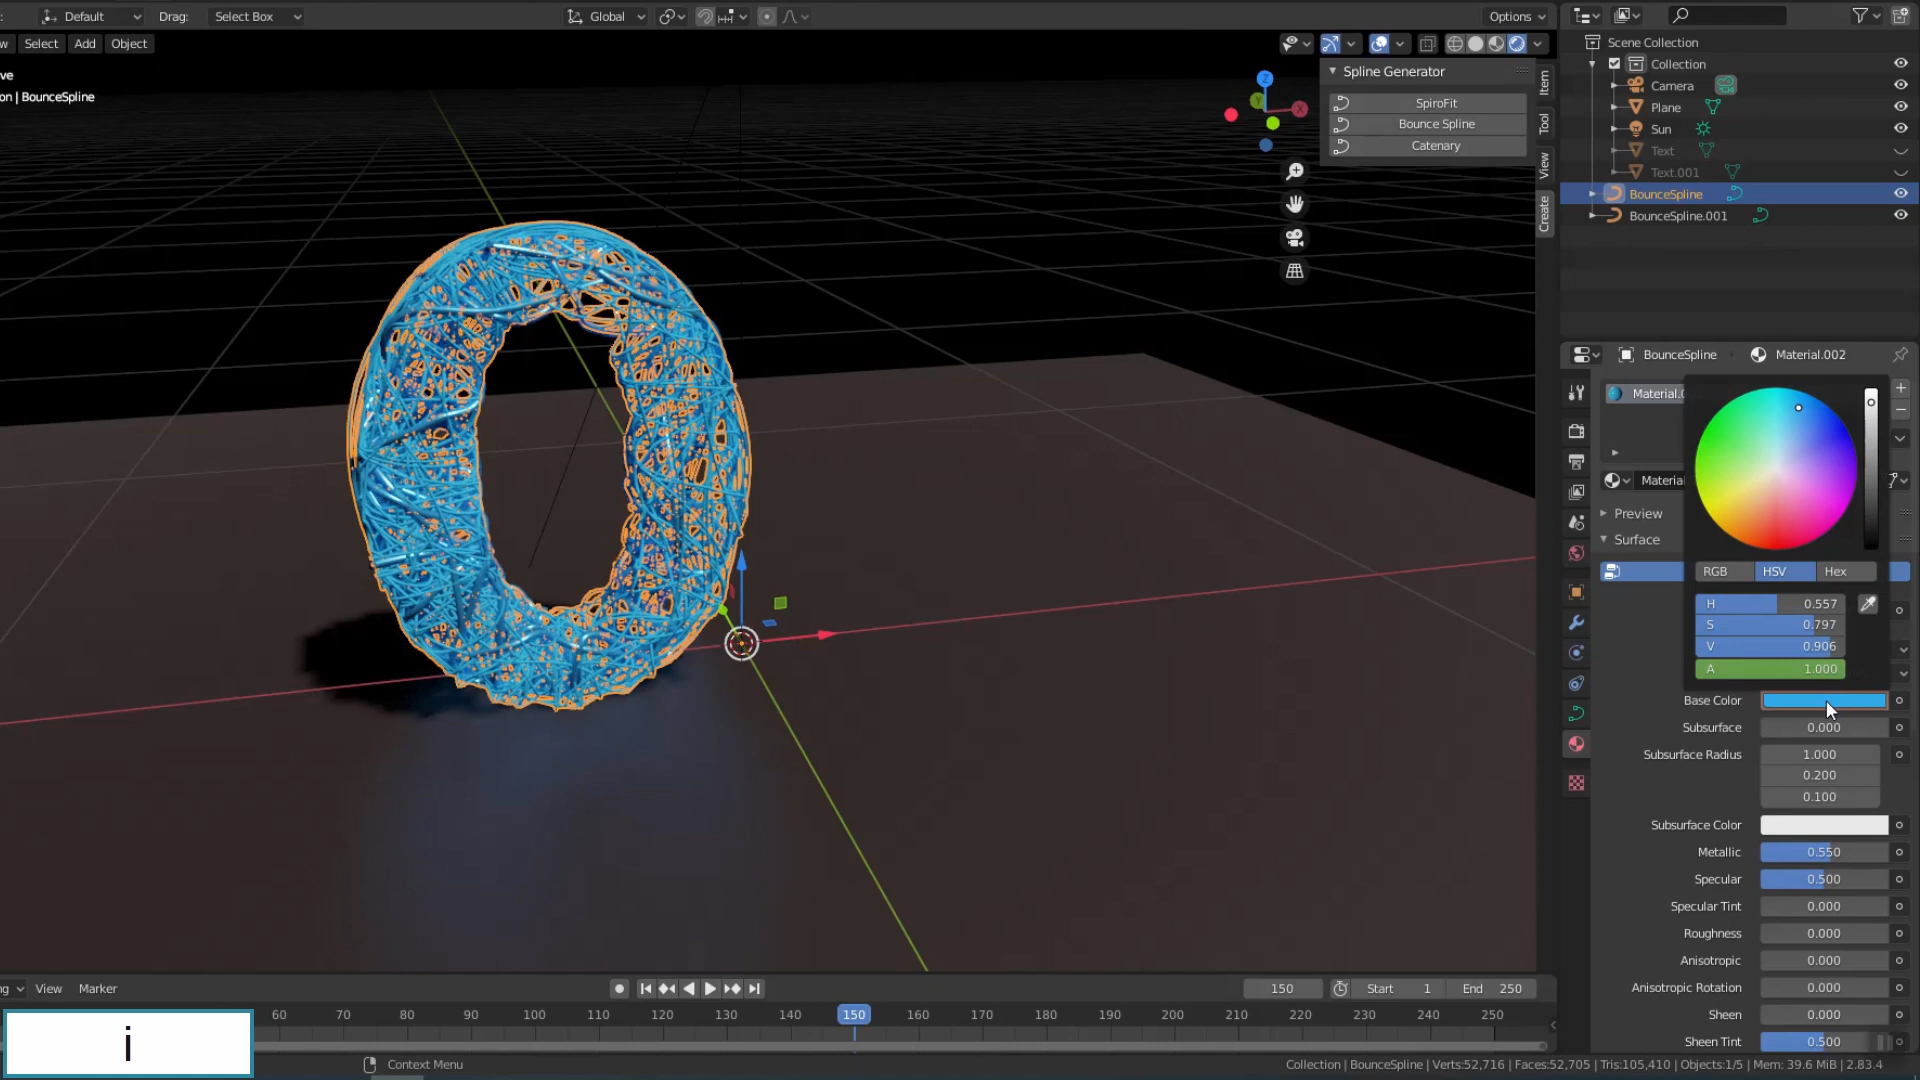 Default
Drag:
Select Box
Global
Options
Select
Add
Object
ve
on | BounceSpline
Spline Generator
SpiroFit
Bounce Spline
Catenary
Item
Tool
View
Create
Z
Y
X
Scene Collection
Collection
Camera
Plane
Sun
Text
Text.001
BounceSpline
BounceSpline.001
BounceSpline
Material.002
Material.0
Material
Preview
Surface
RGB
HSV
Hex
H 0.557
S 0.797
V 0.906
A 1.000
Base Color
Subsurface 0.000
Subsurface Radius 1.000
0.200
0.100
Subsurface Color
Metallic 0.550
Specular 0.500
Specular Tint 0.000
Roughness 0.000
Anisotropic 0.000
Anisotropic Rotation 0.000
Sheen 0.000
Sheen Tint 0.500
ng
View
Marker
150
Start 1
End 250
60 70 80 90 100 110 120 130 140 150 160 170 180 190 200 210 220 230 240 250
i
Context Menu
Collection | BounceSpline | Verts:52,716 | Faces:52,705 | Tris:105,410 | Objects:1/5 | Mem: 39.6 MiB | 2.83.4